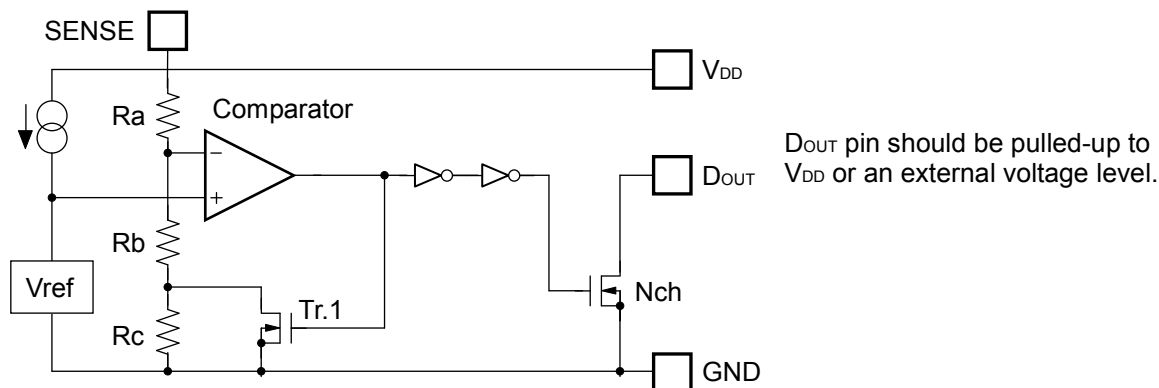 SENSE
VDD
Ra
Comparator
−
+
DOUT pin should be pulled-up to
VDD or an external voltage level.
DOUT
Rb
Vref
Tr.1
Nch
Rc
GND